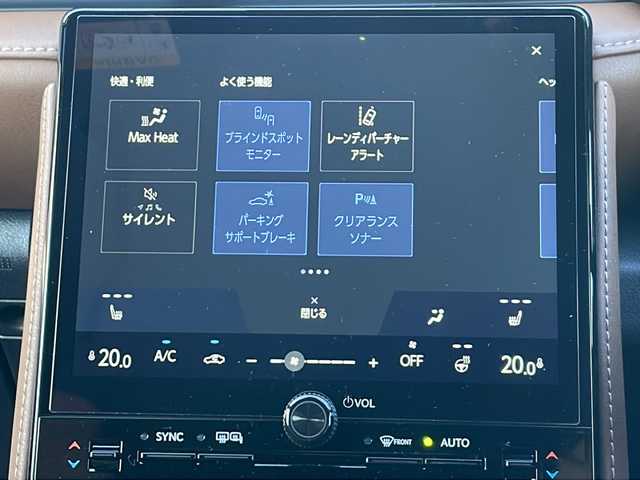 快適・利便 よく使う機能 ヘッ
Max Heat
ブラインドスポット
モニター
レーンディパーチャー
アラート
サイレント
パーキング
サポートブレーキ
クリアランス
ソナー
閉じる
20.0 A/C OFF 20.0
VOL
SYNC FRONT AUTO